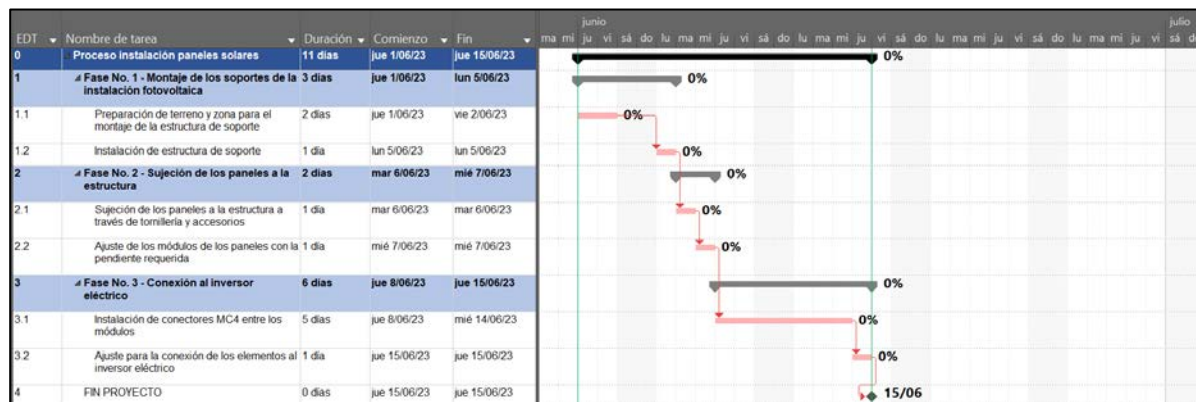 junio julio
EDT Nombre de tarea Duración Comienzo Fin ma mi ju vi sá do lu ma mi ju vi sá do lu ma mi ju vi sá do lu ma mi ju vi sá do lu ma mi ju vi sá d
0 Proceso instalación paneles solares 11 días jue 1/06/23 jue 15/06/23 0%
1 Fase No. 1 - Montaje de los soportes de la 3 días jue 1/06/23 lun 5/06/23 0%
instalación fotovoltaica
1.1 Preparación de terreno y zona para el 2 días jue 1/06/23 vie 2/06/23 0%
montaje de la estructura de soporte
1.2 Instalación de estructura de soporte 1 día lun 5/06/23 lun 5/06/23 0%
2 Fase No. 2 - Sujeción de los paneles a la 2 días mar 6/06/23 mié 7/06/23 0%
estructura
2.1 Sujeción de los paneles a la estructura a 1 día mar 6/06/23 mar 6/06/23 0%
través de tornillería y accesorios
2.2 Ajuste de los módulos de los paneles con la 1 día mié 7/06/23 mié 7/06/23 0%
pendiente requerida
3 Fase No. 3 - Conexión al inversor 6 días jue 8/06/23 jue 15/06/23 0%
eléctrico
3.1 Instalación de conectores MC4 entre los 5 días jue 8/06/23 mié 14/06/23 0%
módulos
3.2 Ajuste para la conexión de los elementos al 1 día jue 15/06/23 jue 15/06/23 0%
inversor eléctrico
4 FIN PROYECTO 0 días jue 15/06/23 jue 15/06/23 15/06